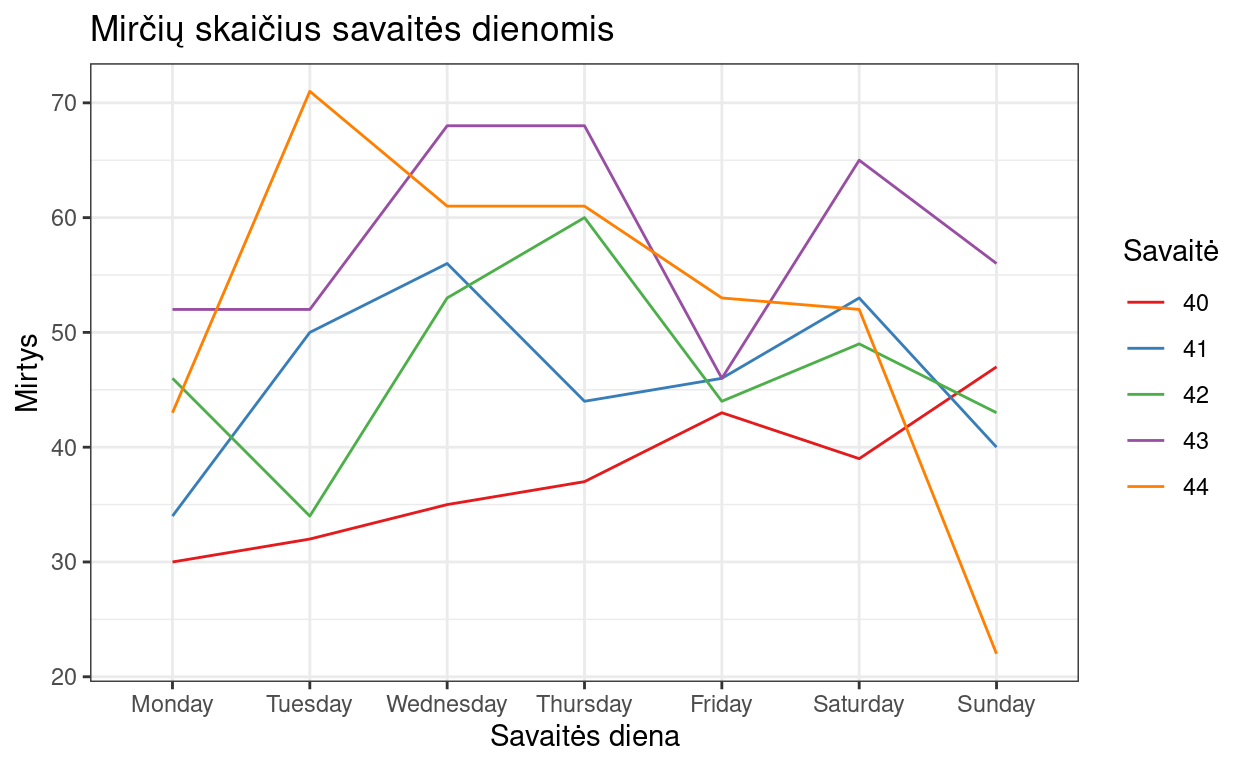 Mirčių skaičius savaitės dienomis
Mirtys
70
60
50
40
30
20
Monday Tuesday Wednesday Thursday Friday Saturday Sunday
Savaitės diena
Savaitė
40
41
42
43
44